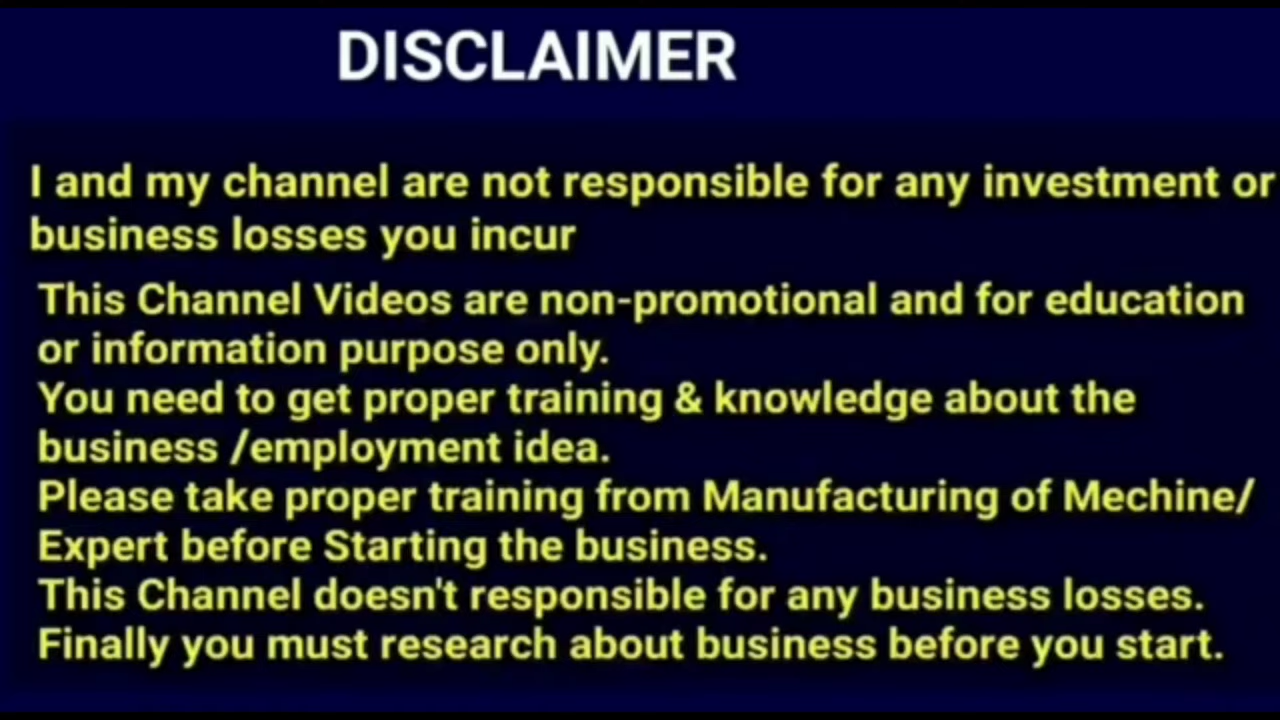 DISCLAIMER
I and my channel are not responsible for any investment or
business losses you incur
This Channel Videos are non-promotional and for education
or information purpose only.
You need to get proper training & knowledge about the
business /employment idea.
Please take proper training from Manufacturing of Mechine/
Expert before Starting the business.
This Channel doesn't responsible for any business losses.
Finally you must research about business before you start.